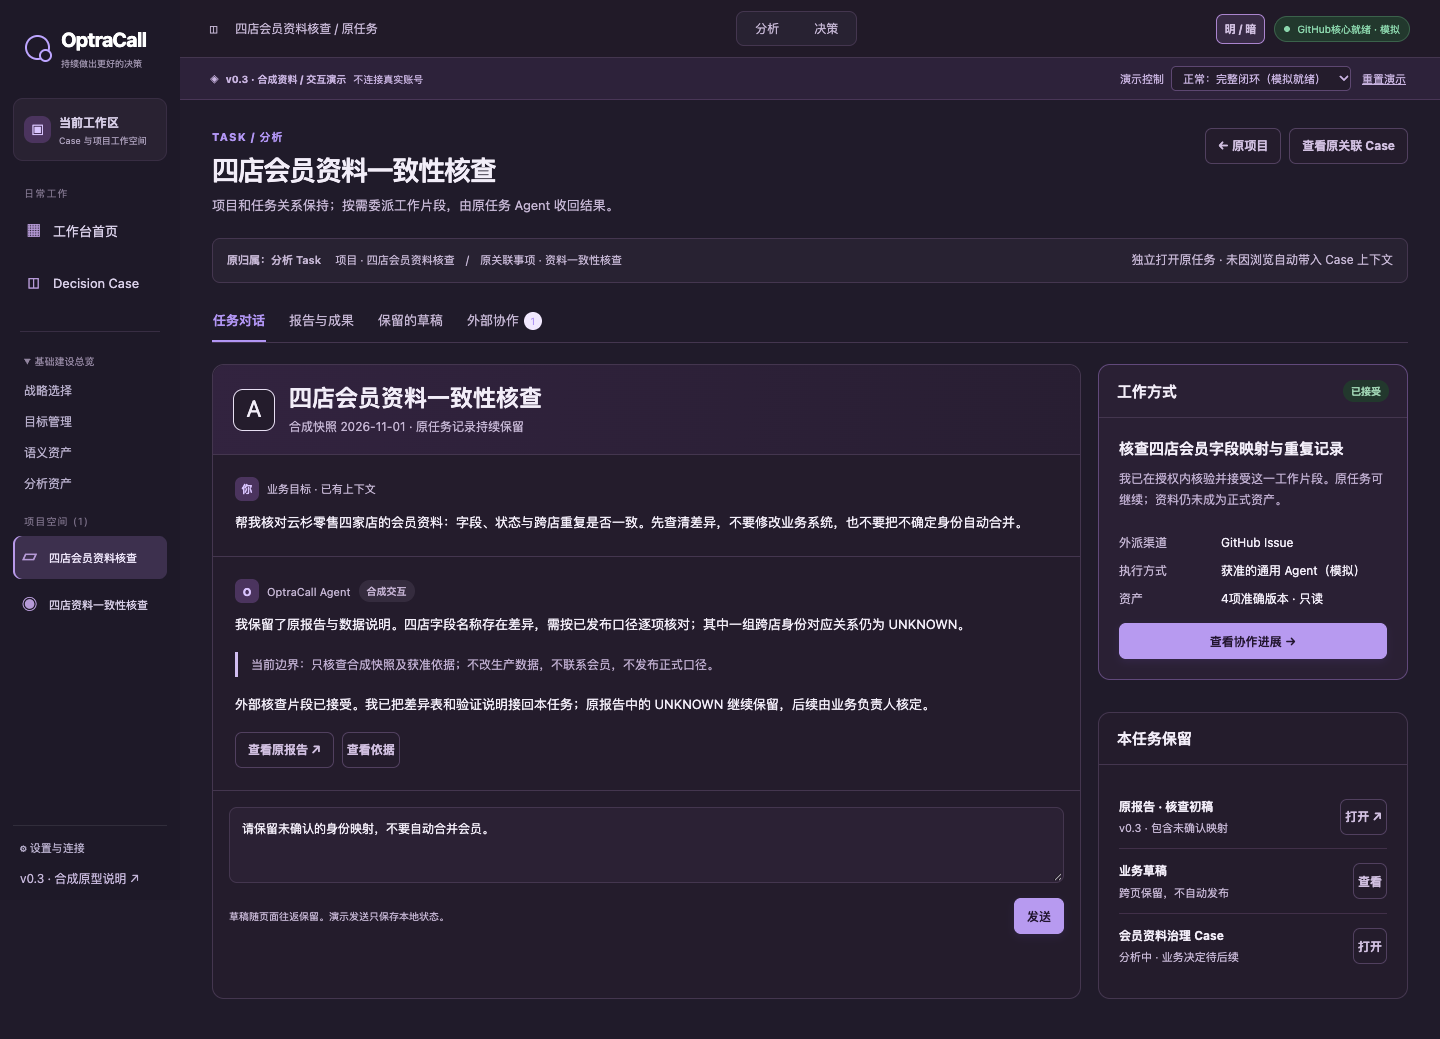 OptraCall
持续做出更好的决策
当前工作区
Case 与项目工作空间
日常工作
工作台首页
Decision Case
基础建设总览
战略选择
目标管理
语义资产
分析资产
项目空间 (1)
四店会员资料核查
四店资料一致性核查
设置与连接
v0.3 · 合成原型说明 ↗
四店会员资料核查 / 原任务
分析
决策
明 / 暗
GitHub核心就绪 · 模拟
v0.3 · 合成资料 / 交互演示 不连接真实账号
演示控制
正常：完整闭环（模拟就绪）
重置演示
TASK / 分析
四店会员资料一致性核查
项目和任务关系保持；按需委派工作片段，由原任务 Agent 收回结果。
← 原项目
查看原关联 Case
原归属：分析 Task 项目 · 四店会员资料核查 / 原关联事项 · 资料一致性核查
独立打开原任务 · 未因浏览自动带入 Case 上下文
任务对话
报告与成果
保留的草稿
外部协作 1
A
四店会员资料一致性核查
合成快照 2026-11-01 · 原任务记录持续保留
你 业务目标 · 已有上下文
帮我核对云杉零售四家店的会员资料：字段、状态与跨店重复是否一致。先查清差异，不要修改业务系统，也不要把不确定身份自动合并。
O OptraCall Agent 合成交互
我保留了原报告与数据说明。四店字段名称存在差异，需按已发布口径逐项核对；其中一组跨店身份对应关系仍为 UNKNOWN。
当前边界：只核查合成快照及获准依据；不改生产数据，不联系会员，不发布正式口径。
外部核查片段已接受。我已把差异表和验证说明接回本任务；原报告中的 UNKNOWN 继续保留，后续由业务负责人核定。
查看原报告 ↗
查看依据
请保留未确认的身份映射，不要自动合并会员。
草稿随页面往返保留。演示发送只保存本地状态。
发送
工作方式
已接受
核查四店会员字段映射与重复记录
我已在授权内核验并接受这一工作片段。原任务可
继续；资料仍未成为正式资产。
外派渠道 GitHub Issue
执行方式 获准的通用 Agent（模拟）
资产 4项准确版本 · 只读
查看协作进展 →
本任务保留
原报告 · 核查初稿
v0.3 · 包含未确认映射
打开 ↗
业务草稿
跨页保留，不自动发布
查看
会员资料治理 Case
分析中 · 业务决定待后续
打开